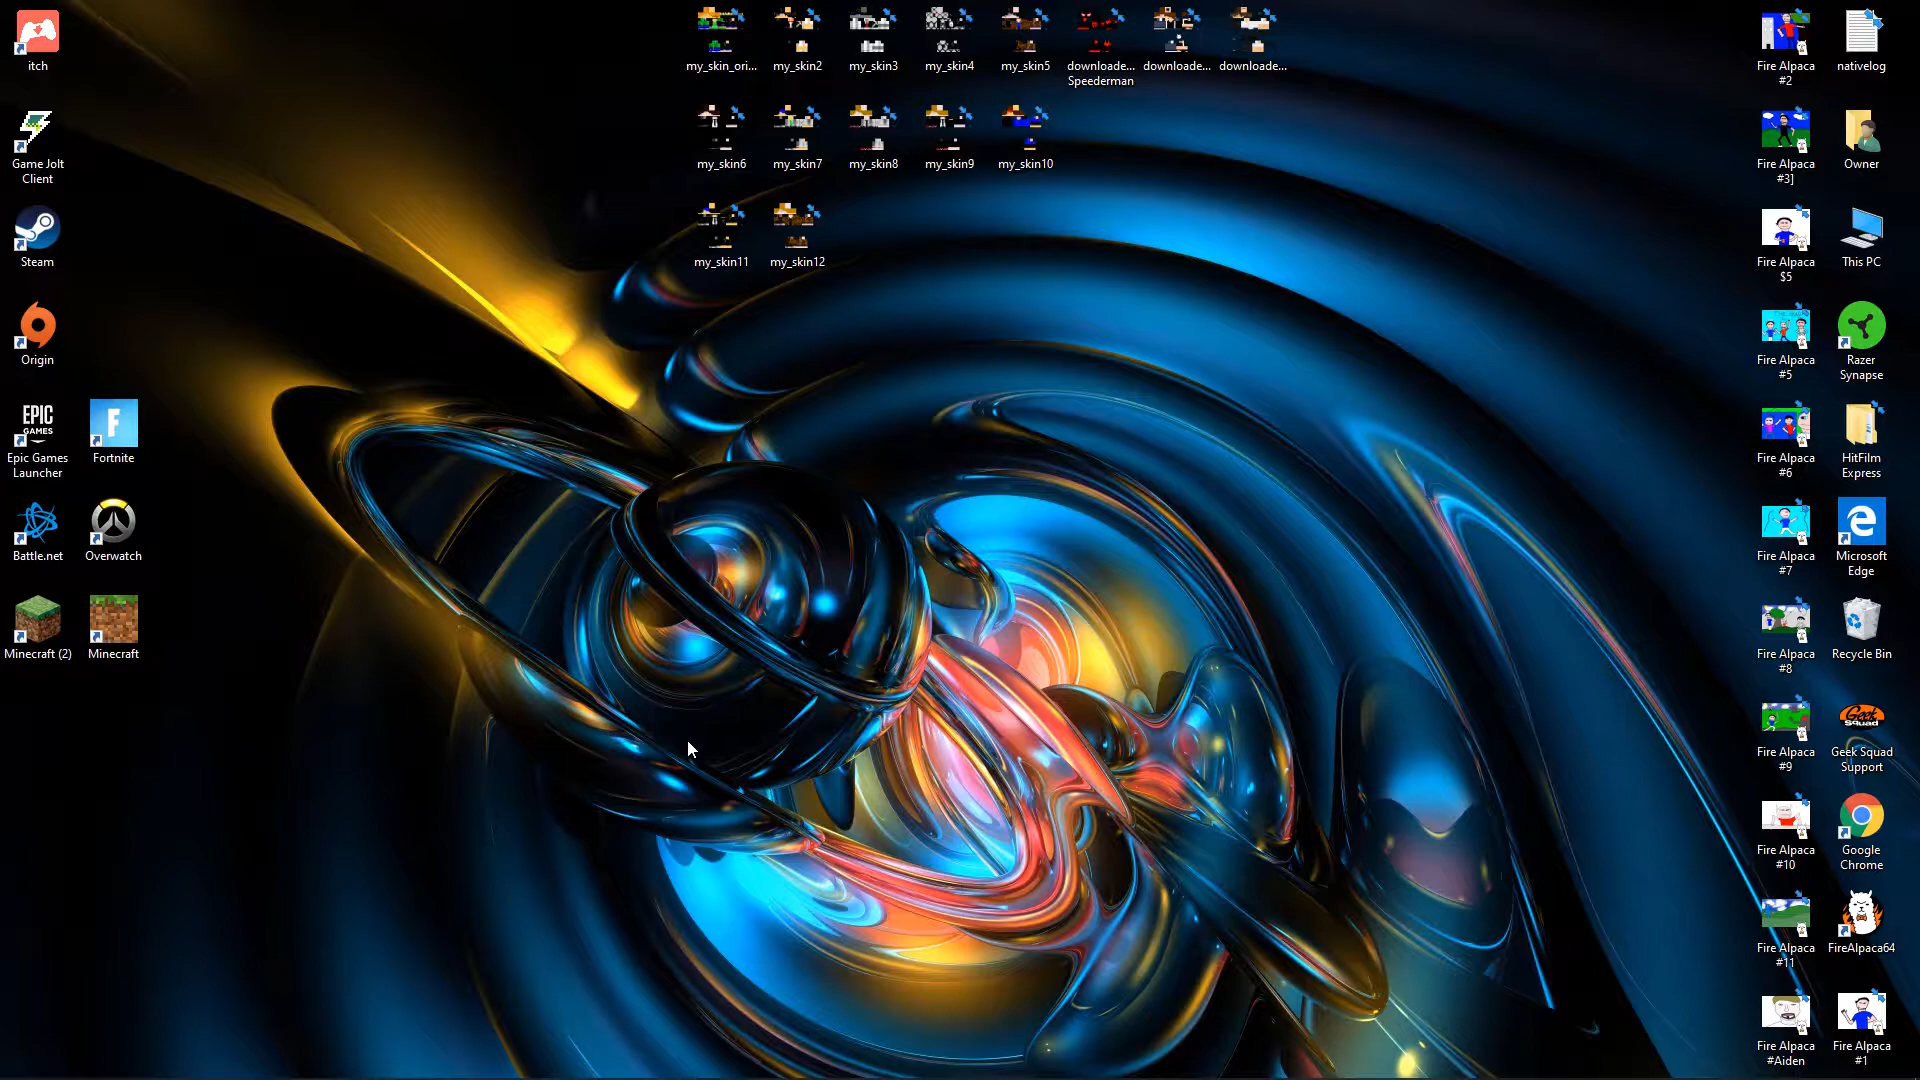 itch
Game Jolt
Client
Steam
Origin
EPIC
GAMES
Epic Games
Launcher
Fortnite
Battle.net
Overwatch
Minecraft (2)
Minecraft
my_skin_ori...
my_skin2
my_skin3
my_skin4
my_skin5
downloade...
Speederman
downloade...
downloade...
my_skin6
my_skin7
my_skin8
my_skin9
my_skin10
my_skin11
my_skin12
Fire Alpaca
#2
nativelog
Fire Alpaca
#3]
Owner
Fire Alpaca
$5
This PC
Fire Alpaca
#5
Razer
Synapse
Fire Alpaca
#6
HitFilm
Express
Fire Alpaca
#7
Microsoft
Edge
Fire Alpaca
#8
Recycle Bin
Fire Alpaca
#9
Geek
Squad
Geek Squad
Support
Fire Alpaca
#10
Google
Chrome
Fire Alpaca
#11
FireAlpaca64
Fire Alpaca
#Aiden
Fire Alpaca
#1